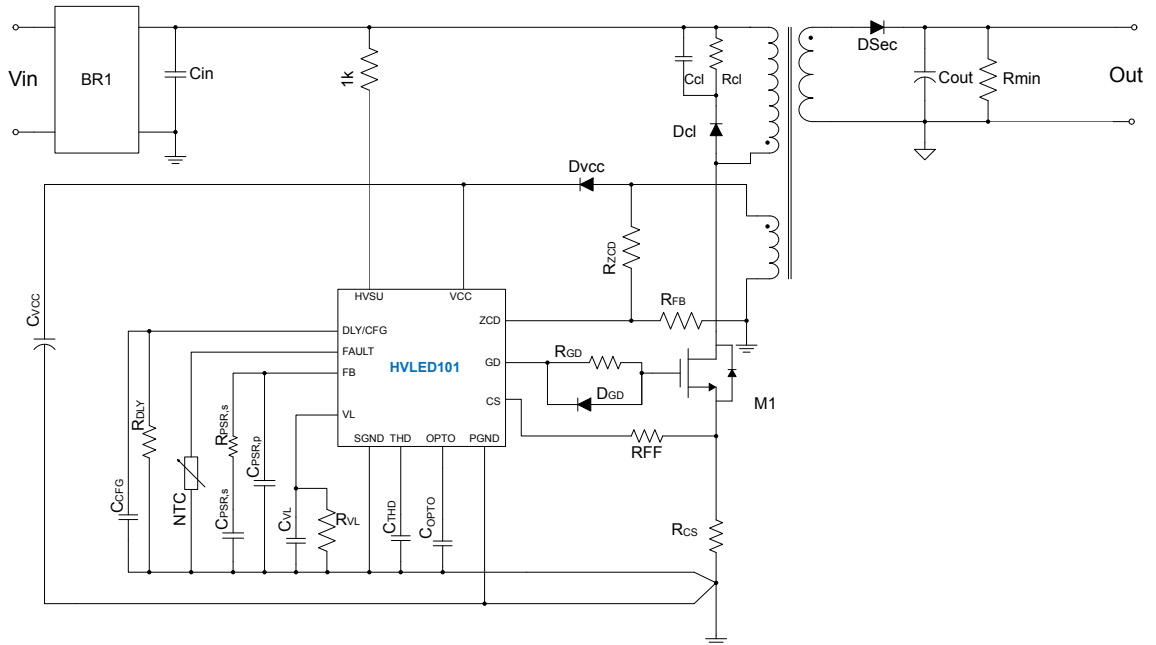 Vin
BR1
Cin
1k
Ccl
Rcl
Dcl
DSec
Cout
Rmin
Out
Dvcc
RZCD
RFB
CVCC
HVSU
VCC
ZCD
DLY/CFG
FAULT
FB
VL
HVLED101
GD
CS
SGND THD OPTO PGND
RGD
DGD
M1
RFF
RCS
RDLY
CCFG
NTC
RPSR,s
CPSR,s
CPSR,p
CVL
RVL
CTHD
COPTO